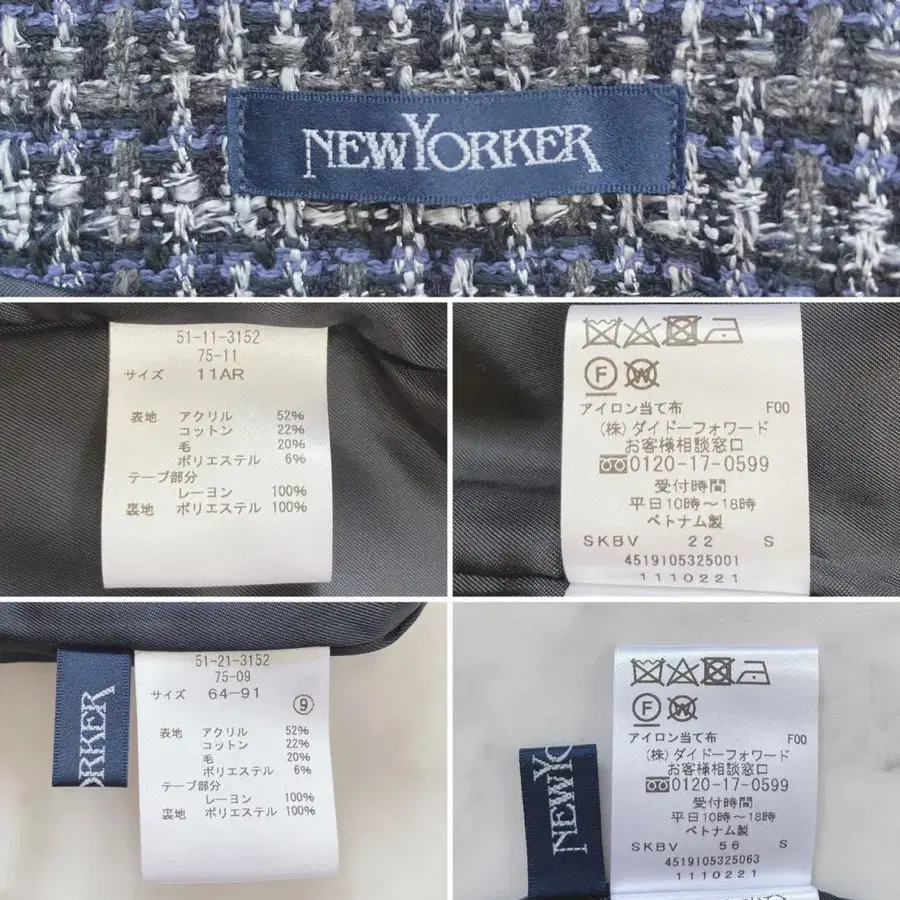 NEWYORKER
51-11-3152
75-11
サイズ 11AR
表地 アクリル 52%
コットン 22%
毛 20%
ポリエステル 6%
テープ部分
レーヨン 100%
裏地 ポリエステル 100%
F W
アイロン当て布 F00
(株)ダイドーフォワード
お客様相談窓口
0120-17-0599
受付時間
平日10時〜18時
ベトナム製
SKBV 22 S
4519105325001
1110221
ORKER
51-21-3152
75-09
サイズ 64-91 ⑨
表地 アクリル 52%
コットン 22%
毛 20%
ポリエステル 6%
テープ部分
レーヨン 100%
裏地 ポリエステル 100%
NEWYO
F W
アイロン当て布 F00
(株)ダイドーフォワード
お客様相談窓口
0120-17-0599
受付時間
平日10時〜18時
ベトナム製
SKBV 56 S
4519105325063
1110221